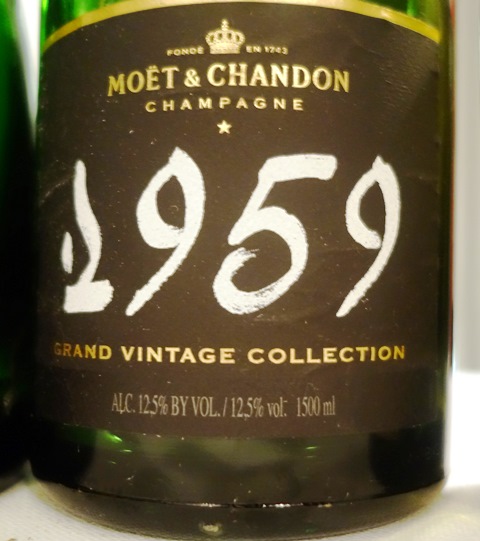 FONDÉ EN 1743
MOËT & CHANDON
CHAMPAGNE
1959
GRAND VINTAGE COLLECTION
ALC. 12.5% BY VOL. / 12,5% vol: 1500 ml